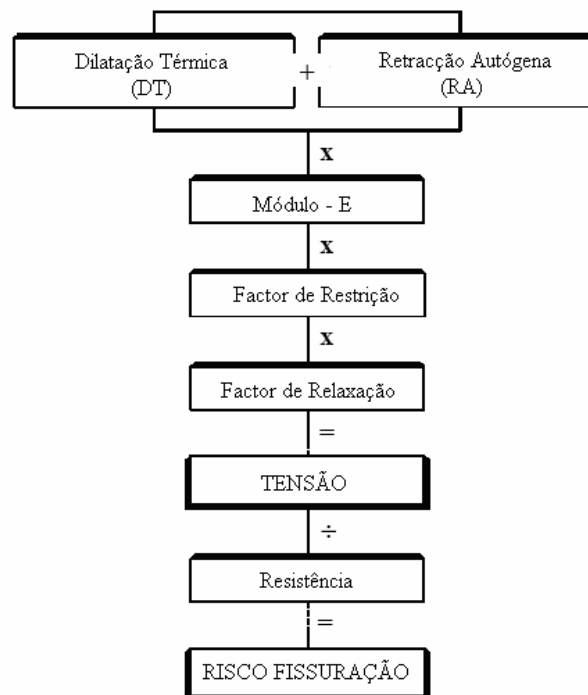 Dilatação Térmica
(DT)
+
Retracção Autógena
(RA)
x
Módulo - E
x
Factor de Restrição
x
Factor de Relaxação
=
TENSÃO
÷
Resistência
=
RISCO FISSURAÇÃO